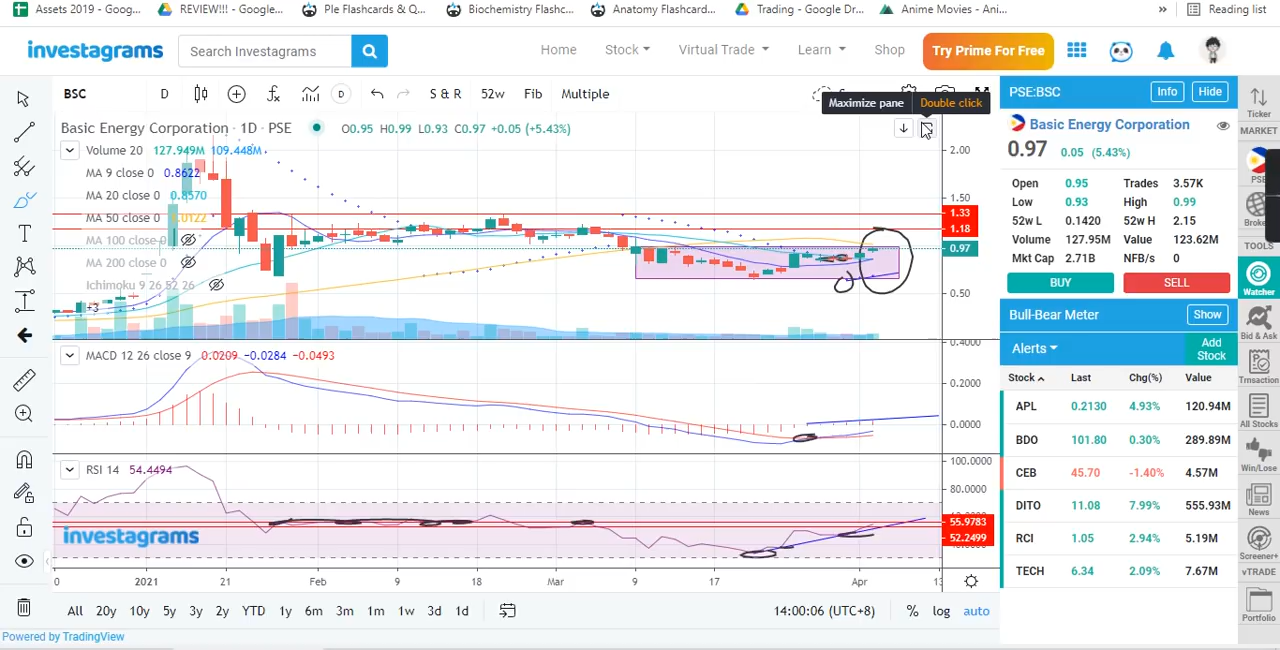 Assets 2019 - Goog... REVIEW!!! - Google... Ple Flashcards & Q... Biochemistry Flashc... Anatomy Flashcard... Trading - Google Dr... Anime Movies - Ani... » Reading list
investagrams Search Investagrams Home Stock Virtual Trade Learn Shop Try Prime For Free
BSC D D S & R 52w Fib Multiple
Maximize pane Double click
Basic Energy Corporation · 1D · PSE O0.95 H0.99 L0.93 C0.97 +0.05 (+5.43%)
Volume 20 127.949M 109.448M
MA 9 close 0 0.8622
MA 20 close 0 0.8570
MA 50 close 0 1.0122
MA 100 close 0
MA 200 close 0
Ichimoku 9 26 52 26
+3
2.00
1.50
1.33
1.18
0.97
0.50
MACD 12 26 close 9 0.0209 −0.0284 −0.0493
0.4000
0.2000
0.0000
RSI 14 54.4494
100.0000
80.0000
55.9783
52.2499
investagrams
0 2021 21 Feb 9 18 Mar 9 17 Apr 13
All 20y 10y 5y 3y 2y YTD 1y 6m 3m 1m 1w 3d 1d 14:00:06 (UTC+8) % log auto
Powered by TradingView
PSE:BSC Info Hide
Basic Energy Corporation
0.97 0.05 (5.43%)
Open 0.95 Trades 3.57K
Low 0.93 High 0.99
52w L 0.1420 52w H 2.15
Volume 127.95M Value 123.62M
Mkt Cap 2.71B NFB/s 0
BUY SELL
Bull-Bear Meter Show
Alerts Add Stock
Stock Last Chg(%) Value
APL 0.2130 4.93% 120.94M
BDO 101.80 0.30% 289.89M
CEB 45.70 -1.40% 4.57M
DITO 11.08 7.99% 555.93M
RCI 1.05 2.94% 5.19M
TECH 6.34 2.09% 7.67M
Ticker
MARKET
PSE
Broke
TOOLS
Watcher
Bid & Ask
Trnsaction
All Stocks
Win/Lose
News
Screener+
vTRADE
Portfolio